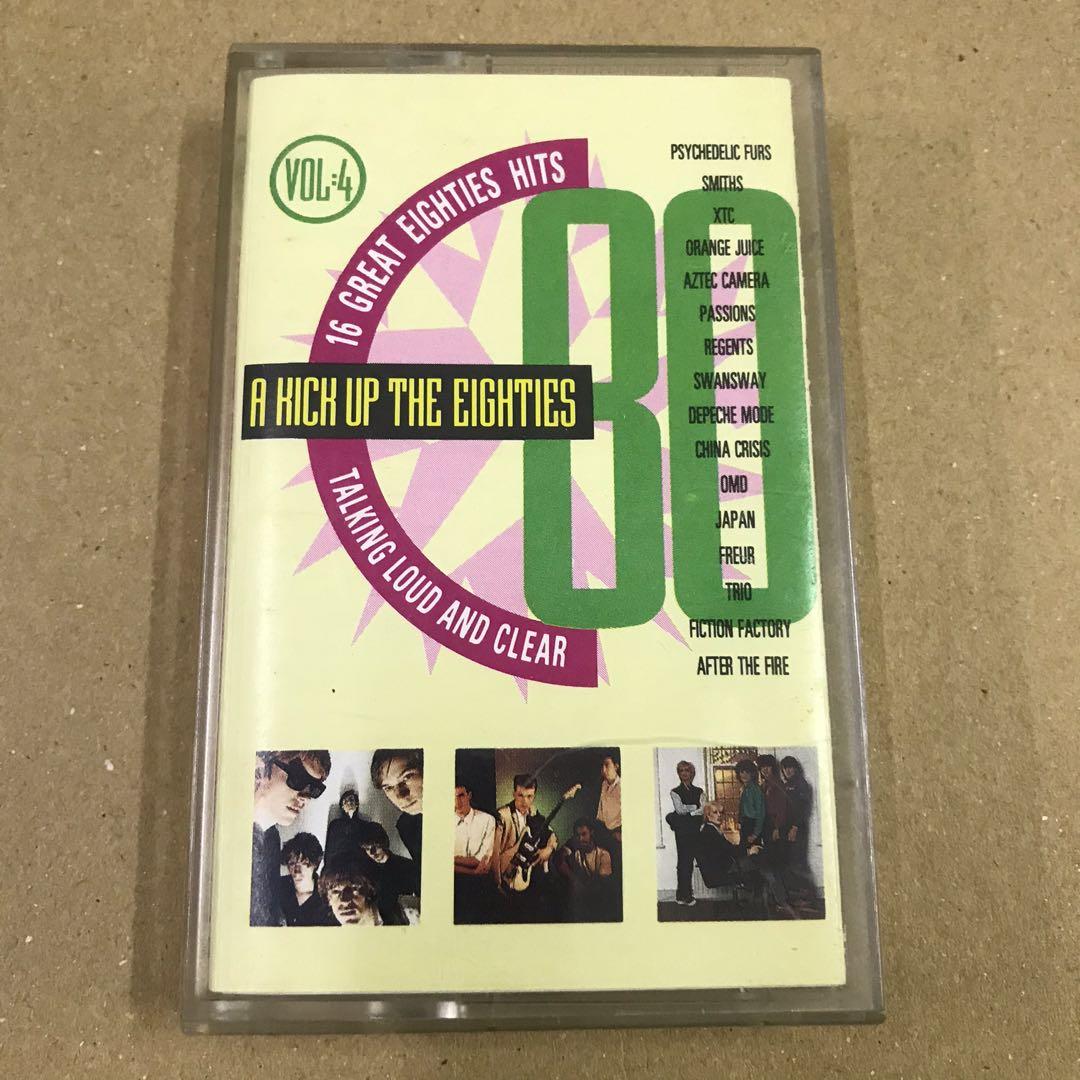 VOL:4
16 GREAT EIGHTIES HITS
80
A KICK UP THE EIGHTIES
TALKING LOUD AND CLEAR
PSYCHEDELIC FURS
SMITHS
XTC
ORANGE JUICE
AZTEC CAMERA
PASSIONS
REGENTS
SWANSWAY
DEPECHE MODE
CHINA CRISIS
OMD
JAPAN
FREUR
TRIO
FICTION FACTORY
AFTER THE FIRE